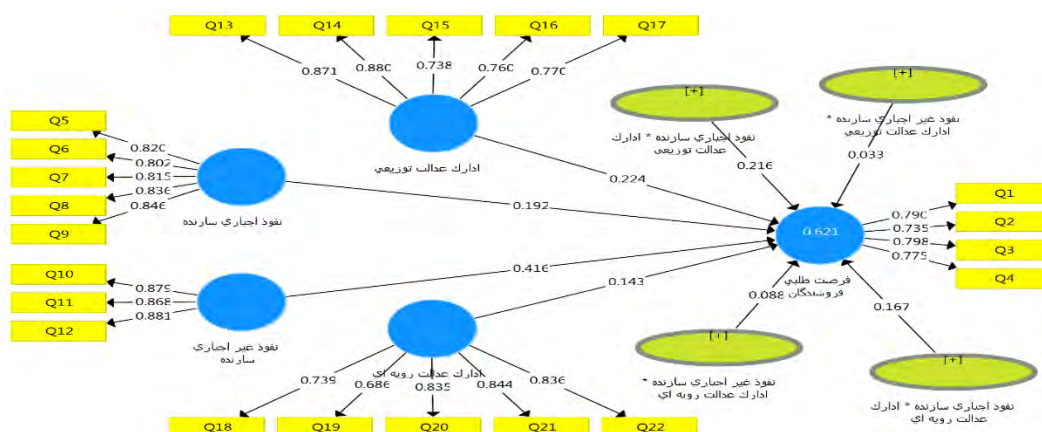 Q13 Q14 Q15 Q16 Q17
0.871 0.880 0.738 0.760 0.770
ادارك عدالت توزيعي
Q5
Q6
Q7
Q8
Q9
0.820
0.802
0.815
0.836
0.846
نفوذ اجباري سازنده
Q10
Q11
Q12
0.879
0.868
0.881
نفوذ غير اجباري
سازنده
[+]
نفوذ اجباري سازنده * ادارك
عدالت توزيعي
0.216
[+]
نفوذ غير اجباري سازنده *
ادارك عدالت توزيعي
0.033
0.224
0.192
0.416
0.143
0.621
فرصت طلبي
فروشندگان
0.790
0.735
0.798
0.775
Q1
Q2
Q3
Q4
0.088
[+]
نفوذ غير اجباري سازنده *
ادارك عدالت رويه اي
0.167
[+]
نفوذ اجباري سازنده * ادارك
عدالت رويه اي
ادارك عدالت رويه اي
0.739 0.686 0.835 0.844 0.836
Q18 Q19 Q20 Q21 Q22